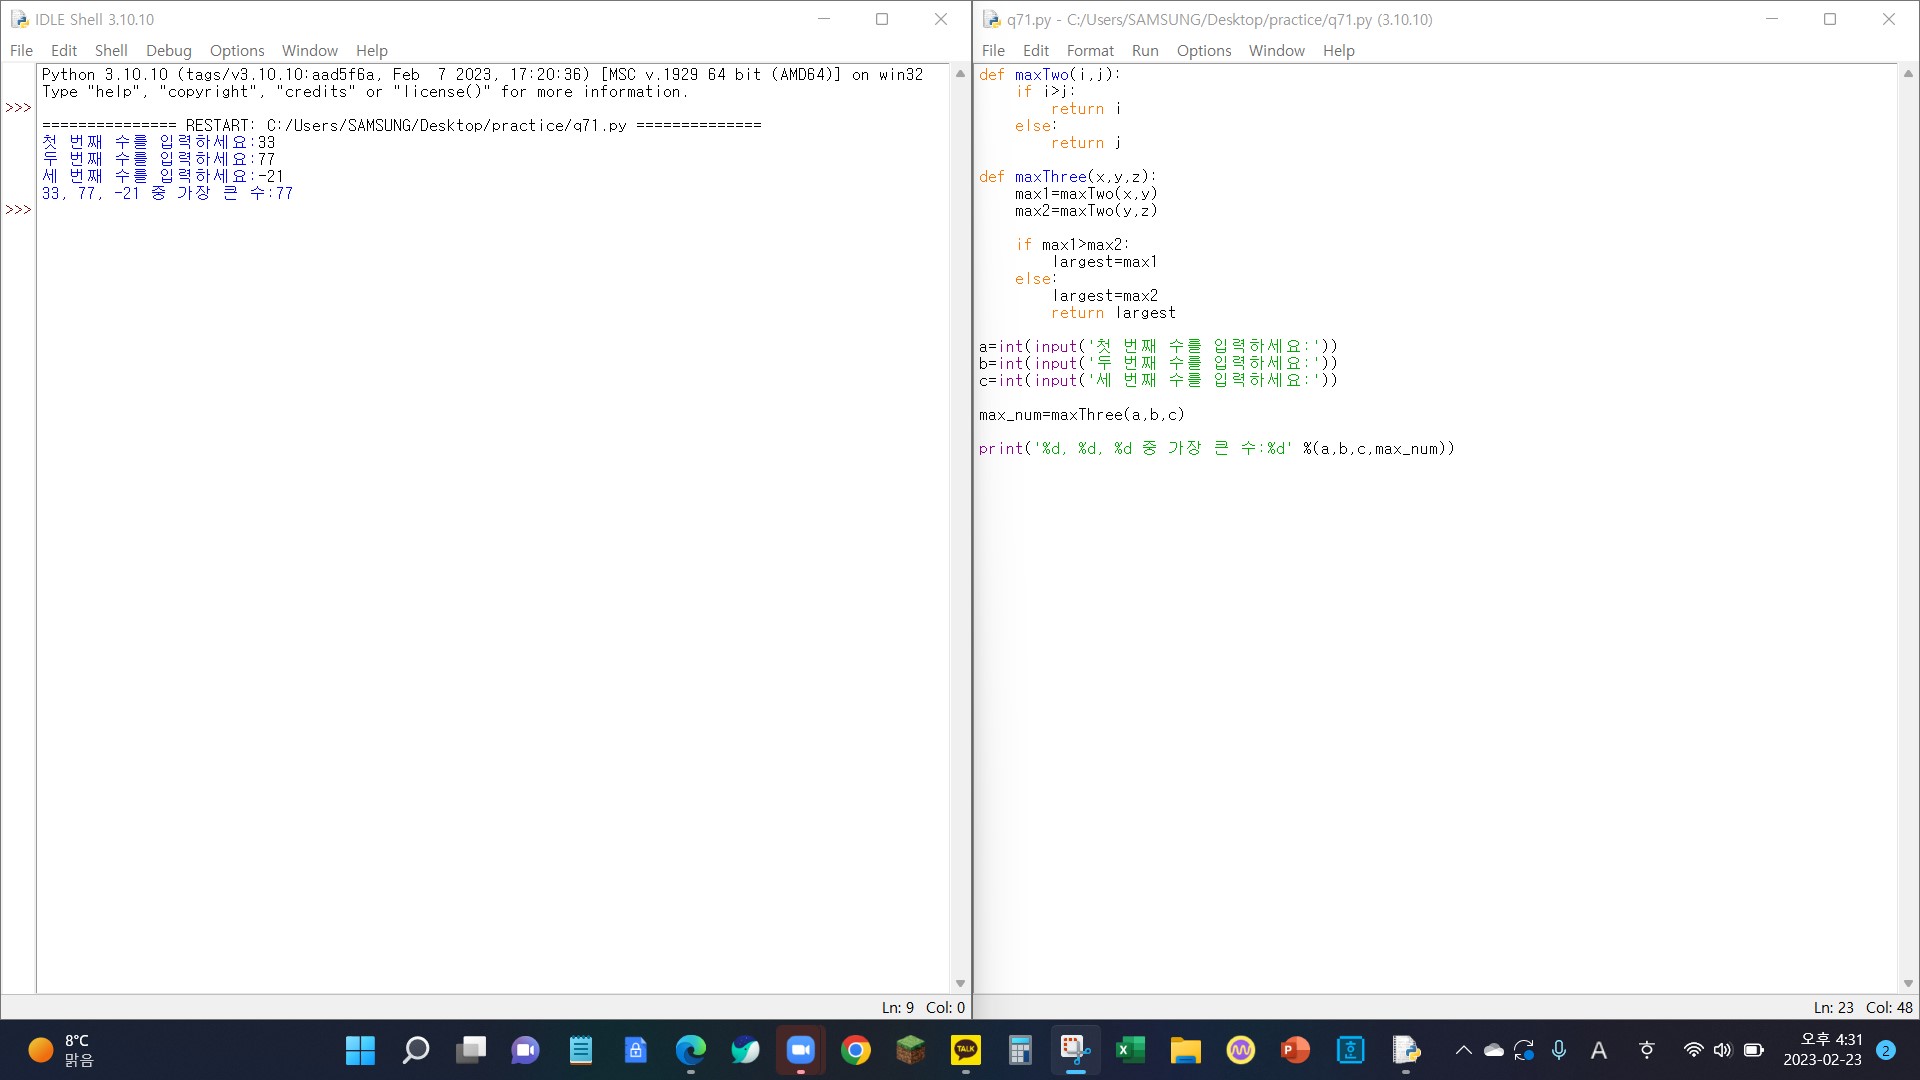 IDLE Shell 3.10.10
File Edit Shell Debug Options Window Help
Python 3.10.10 (tags/v3.10.10:aad5f6a, Feb  7 2023, 17:20:36) [MSC v.1929 64 bit (AMD64)] on win32
Type "help", "copyright", "credits" or "license()" for more information.
>>>
=============== RESTART: C:/Users/SAMSUNG/Desktop/practice/q71.py ==============
첫 번째 수를 입력하세요:33
두 번째 수를 입력하세요:77
세 번째 수를 입력하세요:-21
33, 77, -21 중 가장 큰 수:77
>>>
Ln: 9 Col: 0
q71.py - C:/Users/SAMSUNG/Desktop/practice/q71.py (3.10.10)
File Edit Format Run Options Window Help
def maxTwo(i,j):
    if i>j:
        return i
    else:
        return j
def maxThree(x,y,z):
    max1=maxTwo(x,y)
    max2=maxTwo(y,z)
    if max1>max2:
        largest=max1
    else:
        largest=max2
        return largest
a=int(input('첫 번째 수를 입력하세요:'))
b=int(input('두 번째 수를 입력하세요:'))
c=int(input('세 번째 수를 입력하세요:'))
max_num=maxThree(a,b,c)
print('%d, %d, %d 중 가장 큰 수:%d' %(a,b,c,max_num))
Ln: 23 Col: 48
8°C
맑음
TALK
A
오후 4:31
2023-02-23
2